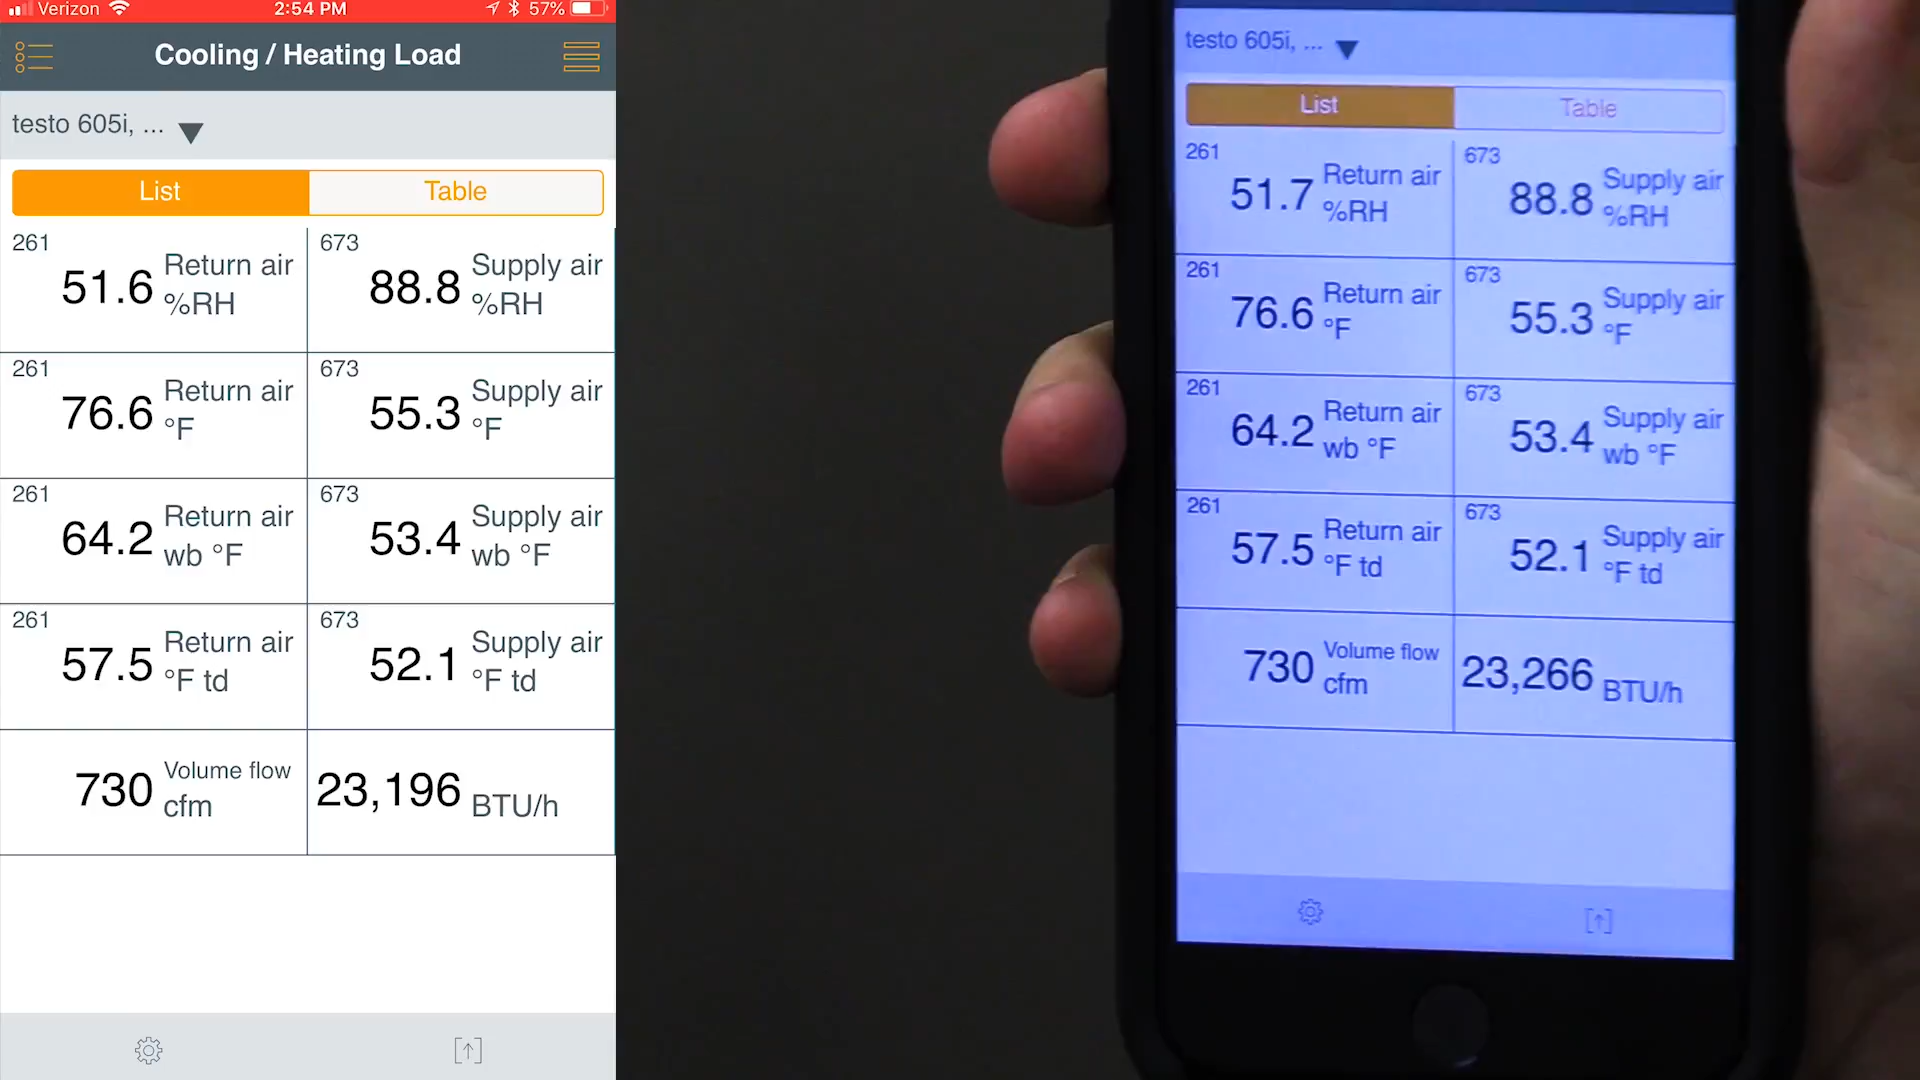 Verizon 2:54 PM 57%
Cooling / Heating Load
testo 605i, ...
List Table
261 673
51.6 Return air %RH 88.8 Supply air %RH
261 673
76.6 Return air °F 55.3 Supply air °F
261 673
64.2 Return air wb °F 53.4 Supply air wb °F
261 673
57.5 Return air °F td 52.1 Supply air °F td
730 Volume flow cfm 23,196 BTU/h
testo 605i, ...
List Table
261 673
51.7 Return air %RH 88.8 Supply air %RH
261 673
76.6 Return air °F 55.3 Supply air °F
261 673
64.2 Return air wb °F 53.4 Supply air wb °F
261 673
57.5 Return air °F td 52.1 Supply air °F td
730 Volume flow cfm 23,266 BTU/h